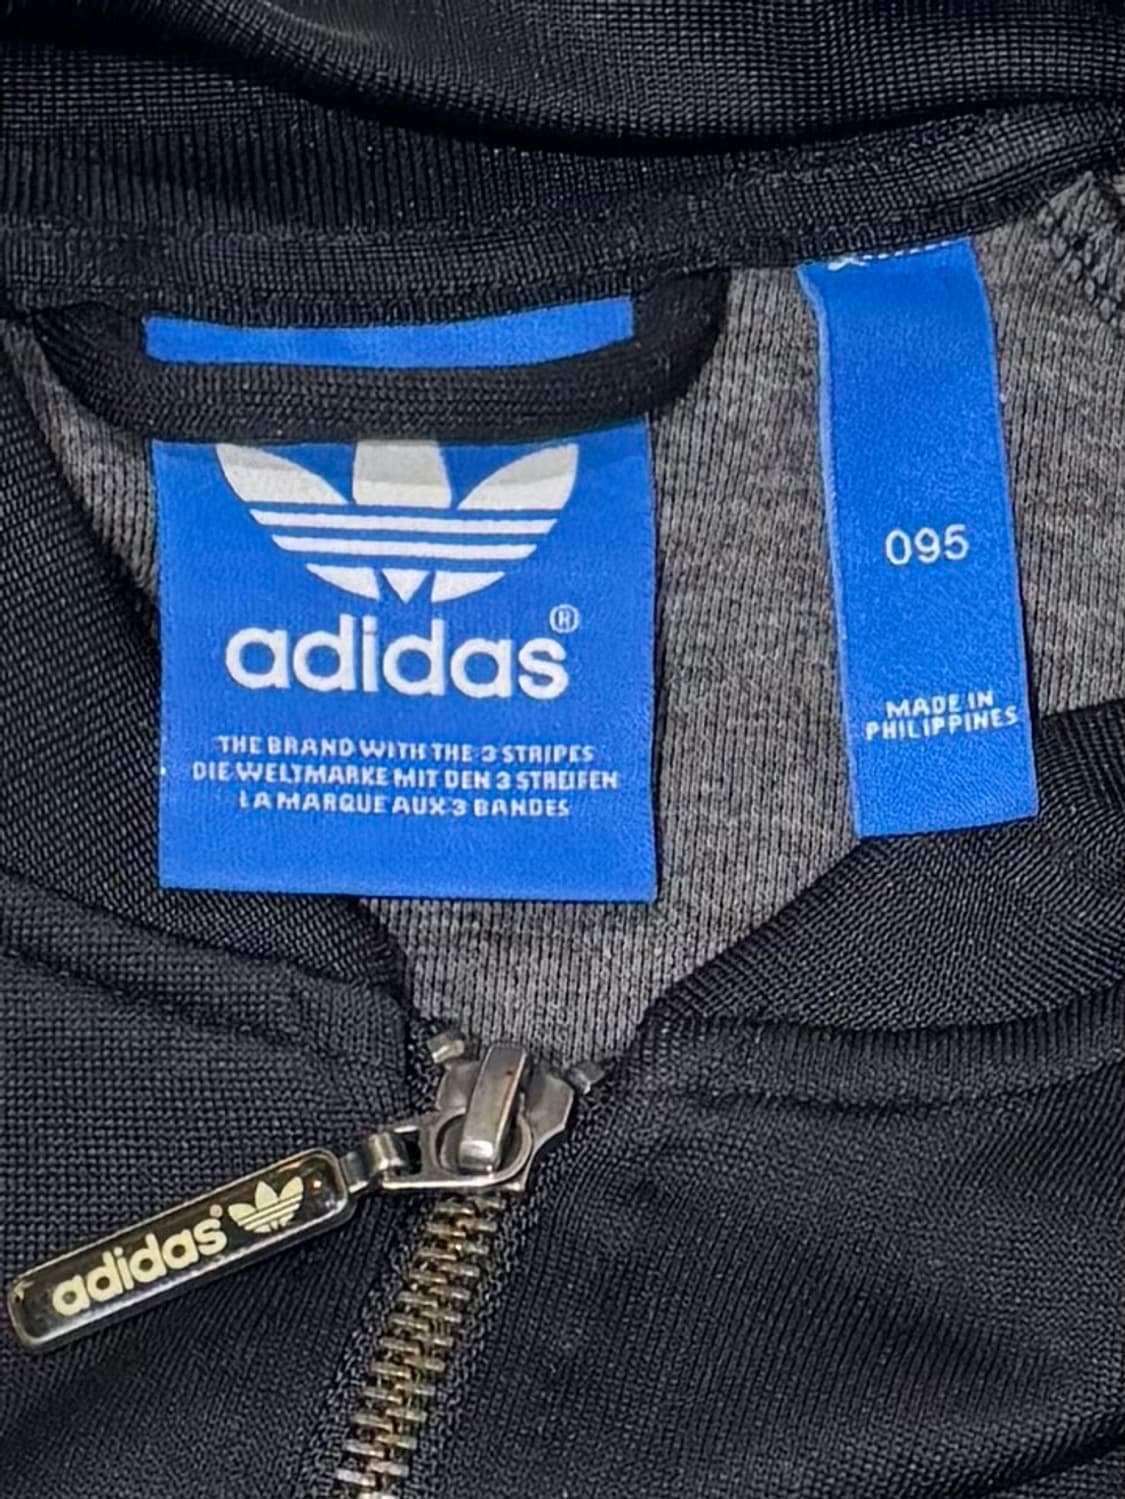 adidas®
THE BRAND WITH THE 3 STRIPES
DIE WELTMARKE MIT DEN 3 STREIFEN
LA MARQUE AUX 3 BANDES
095
MADE IN
PHILIPPINES
adidas